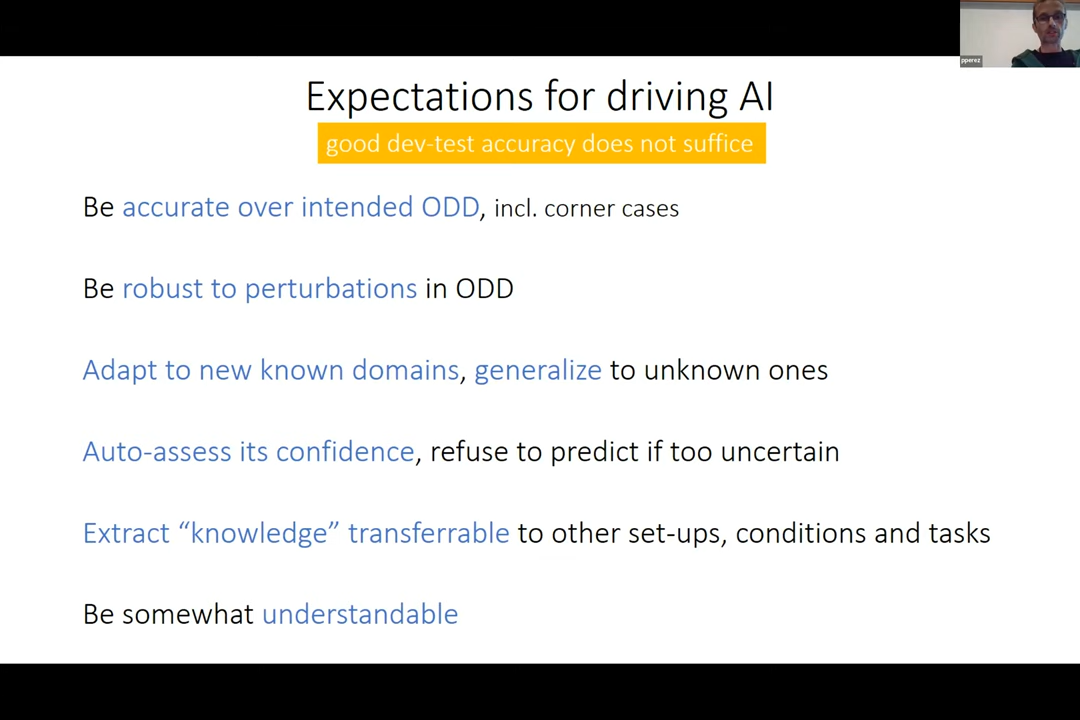 pperez
Expectations for driving AI
good dev-test accuracy does not suffice
Be accurate over intended ODD, incl. corner cases
Be robust to perturbations in ODD
Adapt to new known domains, generalize to unknown ones
Auto-assess its confidence, refuse to predict if too uncertain
Extract “knowledge” transferrable to other set-ups, conditions and tasks
Be somewhat understandable